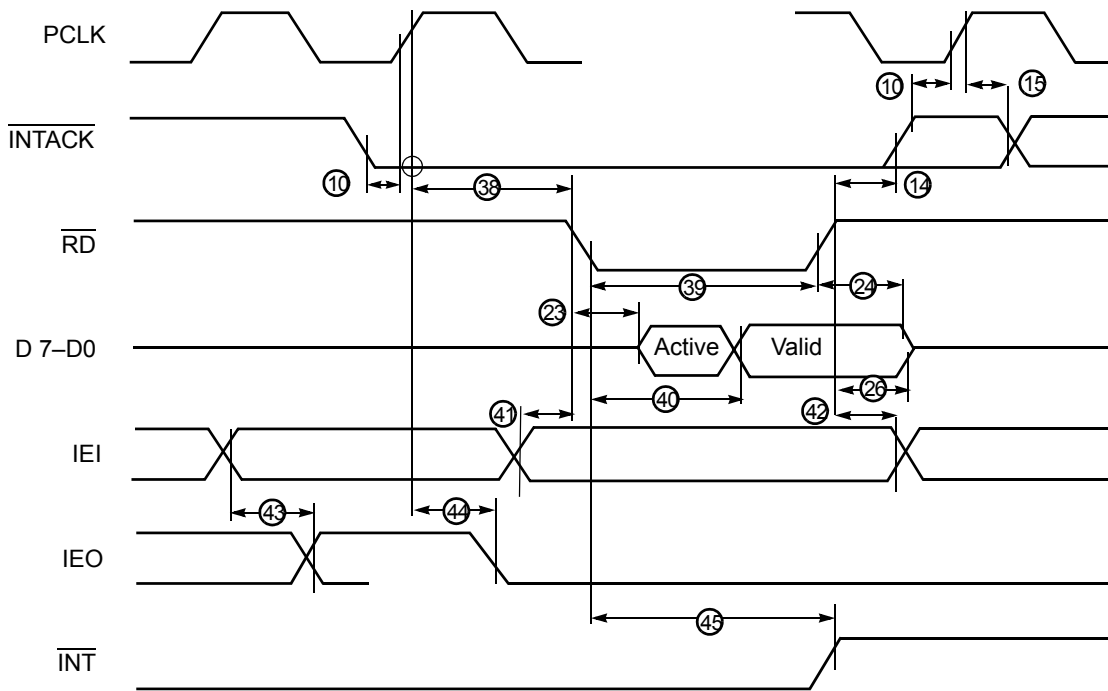 PCLK
10
15
INTACK
10
38
14
RD
39
24
23
D 7–D0
Active
Valid
26
40
41
42
IEI
43
44
IEO
45
INT